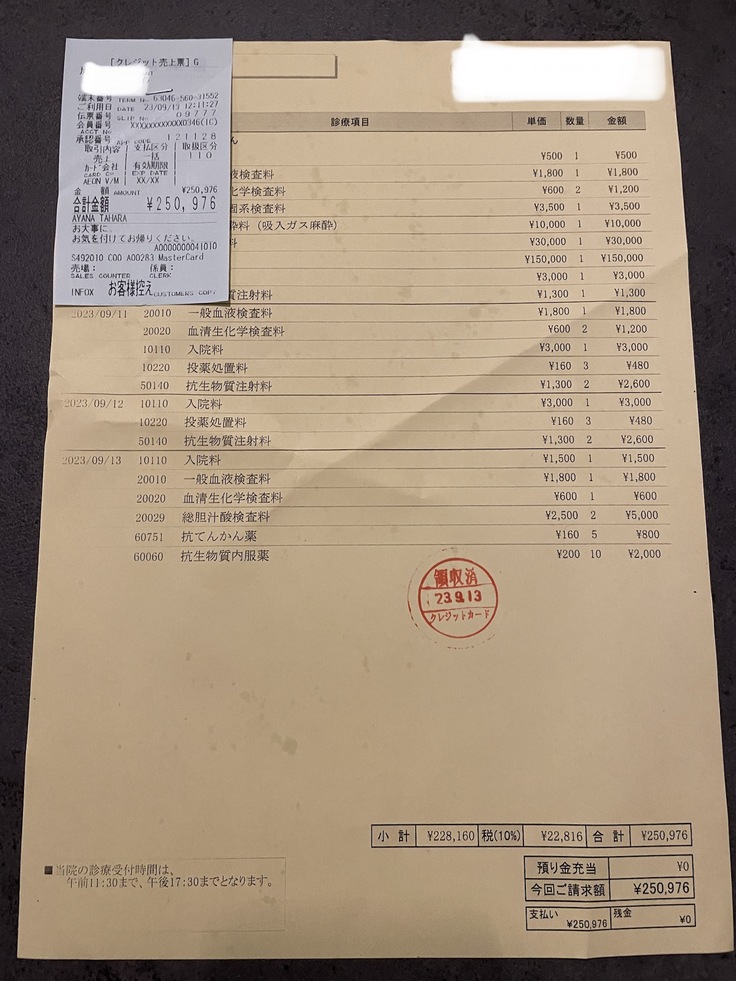 [クレジット売上票] G
端末番号 TERM No. 63046-560-31552
ご利用日 DATE 23/09/13 12:11:27
伝票番号 SLIP No. 09777
会員番号 XXXXXXXXXXXX0346(IC)
ACCT No.
承認番号 APP CODE 121128
取引内容 支払区分 取扱区分
売上 一括 110
カード会社 有効期限
CARD CO EXP DATE
AEON V/M XX/XX
金 額 AMOUNT ¥250,976
合計金額 ¥250,976
AYANA TAHARA
お大事に
お気を付けてお帰りください。
A0000000041010
S492010 C00 A00283 MasterCard
売場: 係員:
SALES COUNTER CLERK
INFOX お客様控え CUSTOMERS COPY
診療項目 単価 数量 金額
ん
¥500 1 ¥500
液検査料 ¥1,800 1 ¥1,800
化学検査料 ¥600 2 ¥1,200
固系検査料 ¥3,500 1 ¥3,500
酔料（吸入ガス麻酔） ¥10,000 1 ¥10,000
料 ¥30,000 1 ¥30,000
¥150,000 1 ¥150,000
¥3,000 1 ¥3,000
質注射料 ¥1,300 1 ¥1,300
2023/09/11 20010 一般血液検査料 ¥1,800 1 ¥1,800
20020 血清生化学検査料 ¥600 2 ¥1,200
10110 入院料 ¥3,000 1 ¥3,000
10220 投薬処置料 ¥160 3 ¥480
50140 抗生物質注射料 ¥1,300 2 ¥2,600
2023/09/12 10110 入院料 ¥3,000 1 ¥3,000
10220 投薬処置料 ¥160 3 ¥480
50140 抗生物質注射料 ¥1,300 2 ¥2,600
2023/09/13 10110 入院料 ¥1,500 1 ¥1,500
20010 一般血液検査料 ¥1,800 1 ¥1,800
20020 血清生化学検査料 ¥600 1 ¥600
20029 総胆汁酸検査料 ¥2,500 2 ¥5,000
60751 抗てんかん薬 ¥160 5 ¥800
60060 抗生物質内服薬 ¥200 10 ¥2,000
領収済
23.9.13
クレジットカード
小計 ¥228,160 税(10%) ¥22,816 合計 ¥250,976
■当院の診療受付時間は、
午前11:30まで、午後17:30までとなります。
預り金充当 ¥0
今回ご請求額 ¥250,976
支払い ¥250,976 残金 ¥0